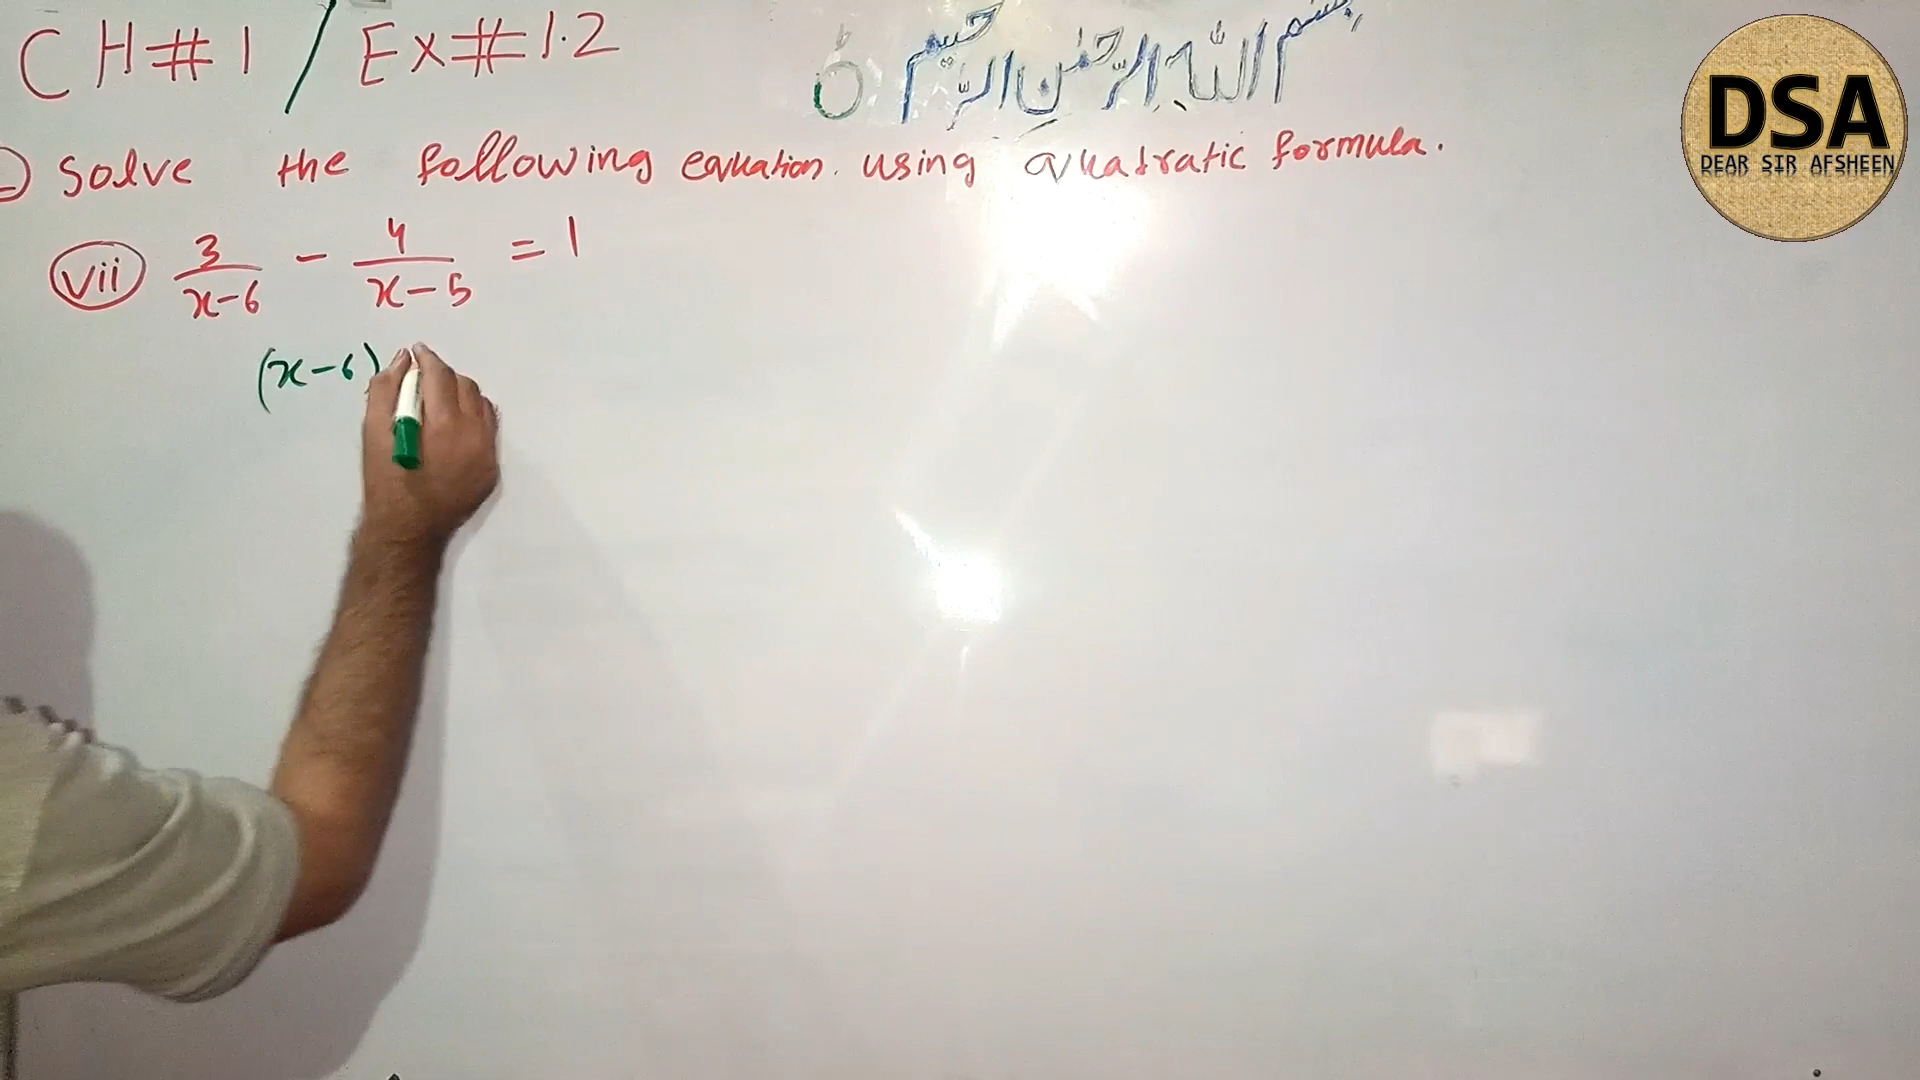 CH#1 / Ex#1.2
بسم اللہ الرحمٰن الرحیم
DSA
DEAR SIR AFSHEEN
Solve the following equation using quadratic formula.
vii 3/(x-6) - 4/(x-5) = 1
(x-6)